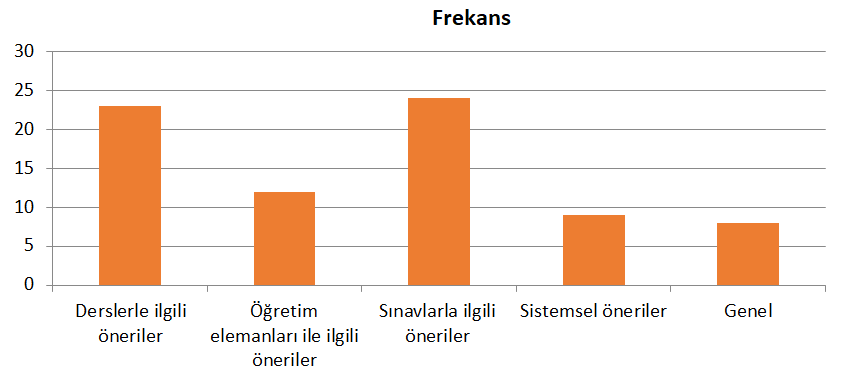 Frekans
30
25
20
15
10
5
0
Derslerle ilgili
öneriler
Öğretim
elemanları ile ilgili
öneriler
Sınavlarla ilgili
öneriler
Sistemsel öneriler
Genel